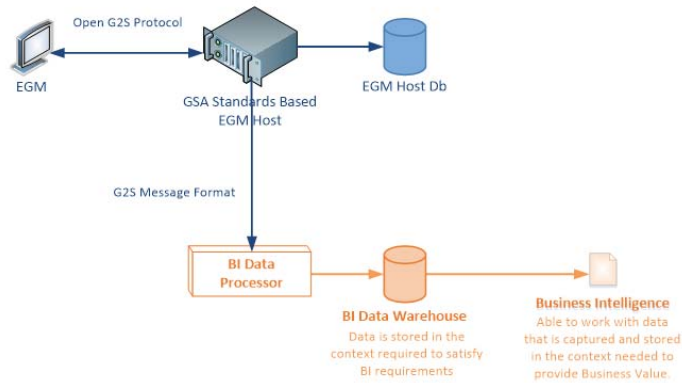 Open G2S Protocol
EGM
GSA Standards Based
EGM Host
EGM Host Db
G2S Message Format
BI Data
Processor
BI Data Warehouse
Data is stored in the
context required to satisfy
BI requirements
Business Intelligence
Able to work with data
that is captured and stored
in the context needed to
provide Business Value.